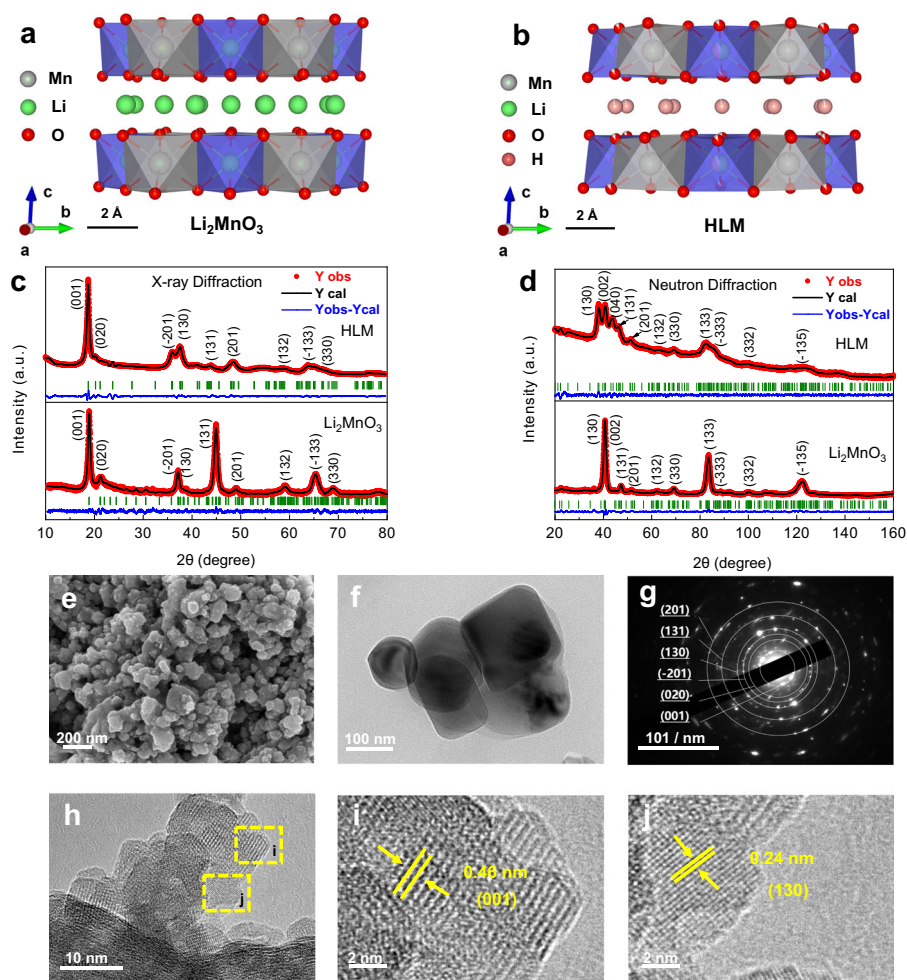 a
Mn
Li
O
c
b
a
2 Å
Li₂MnO₃
b
Mn
Li
O
H
c
b
a
2 Å
HLM
c
X-ray Diffraction
Y obs
Y cal
Yobs-Ycal
HLM
(001)
(020)
(-201)
(130)
(131)
(201)
(132)
(-133)
(330)
Li₂MnO₃
(001)
(020)
(-201)
(130)
(131)
(201)
(132)
(-133)
(330)
Intensity (a.u.)
10 20 30 40 50 60 70 80
2θ (degree)
d
Neutron Diffraction
Y obs
Y cal
Yobs-Ycal
HLM
(130)
(002)
(040)
(131)
(201)
(132)
(330)
(133)
(-333)
(332)
(-135)
Li₂MnO₃
(130)
(002)
(131)
(201)
(132)
(330)
(133)
(-333)
(332)
(-135)
Intensity (a.u.)
20 40 60 80 100 120 140 160
2θ (degree)
e
200 nm
f
100 nm
g
(201)
(131)
(130)
(-201)
(020)
(001)
101 / nm
h
i
j
10 nm
i
0.46 nm
(001)
2 nm
j
0.24 nm
(130)
2 nm